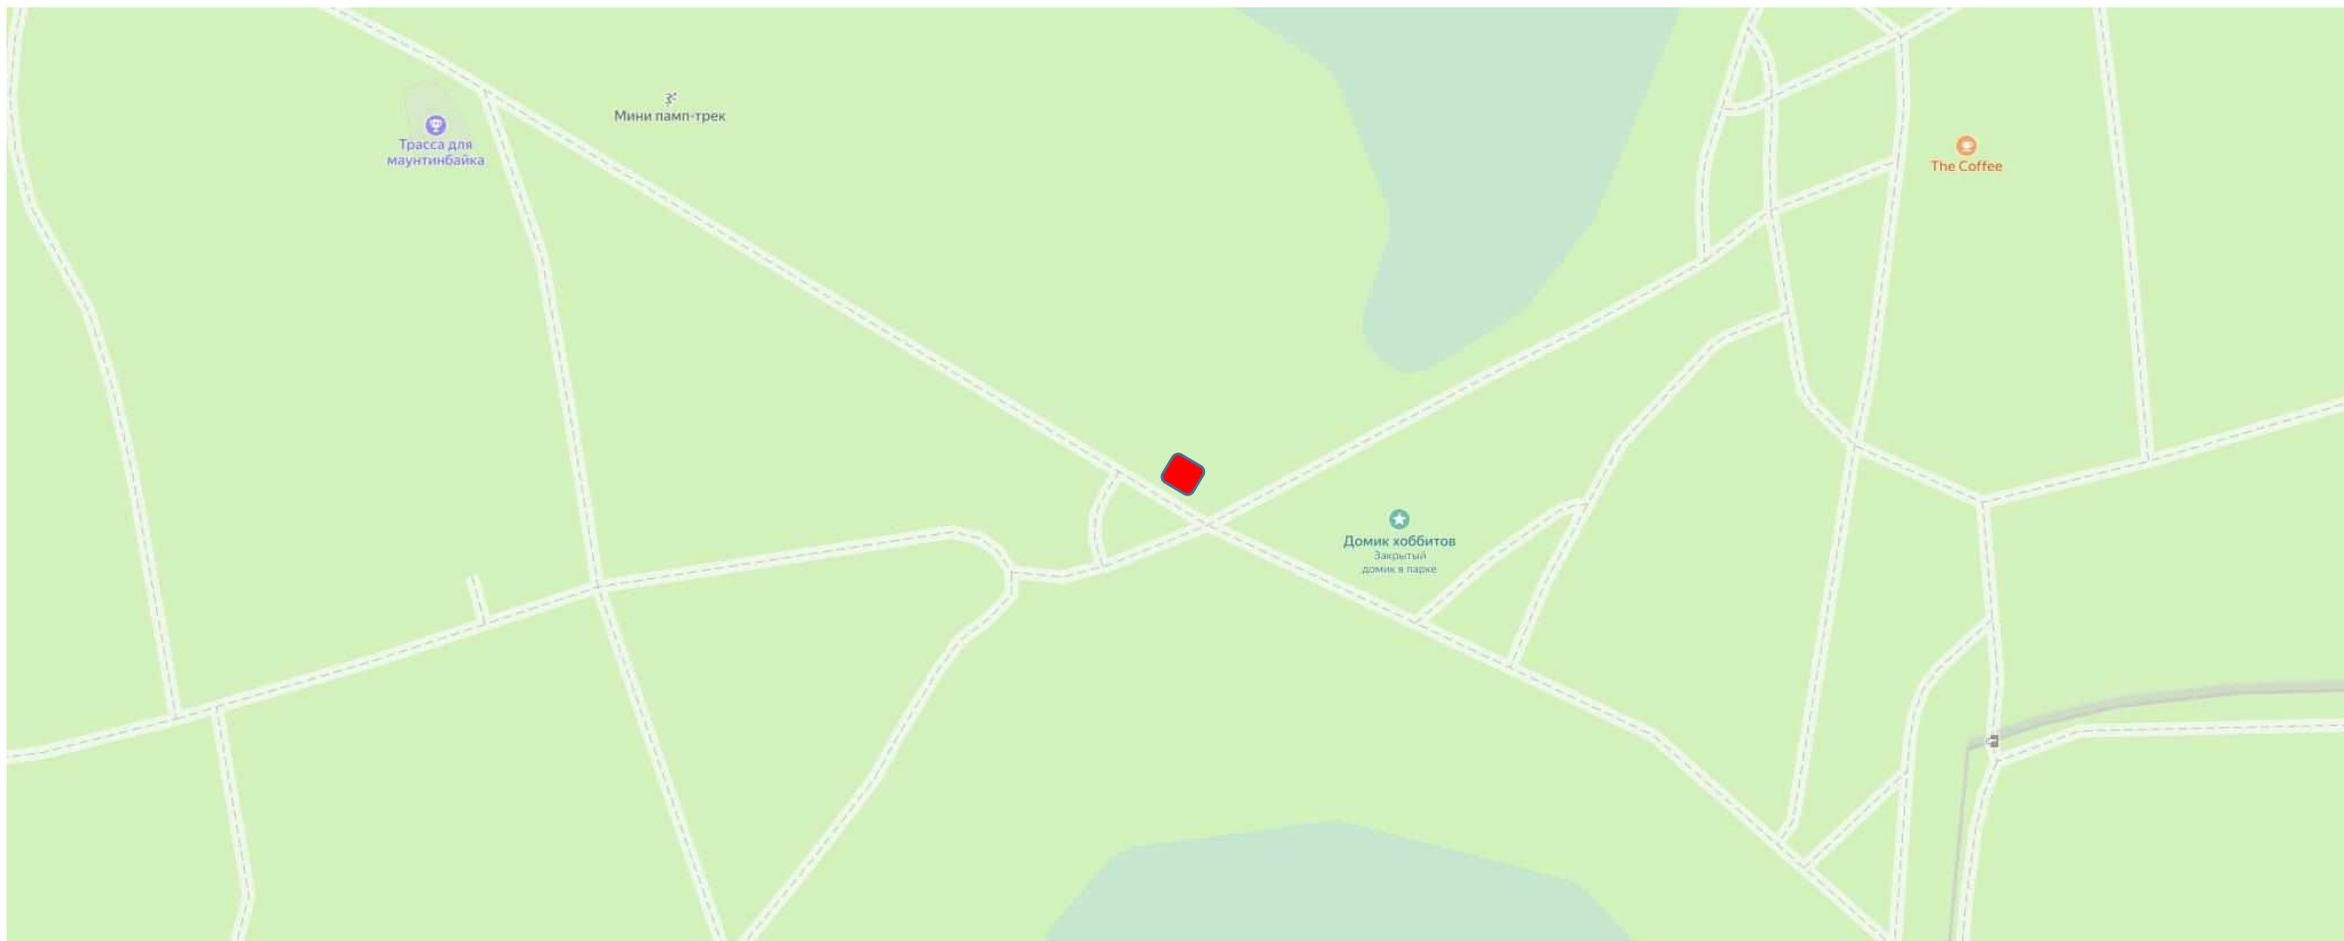 Мини памп-трек
Трасса для
маунтинбайка
The Coffee
Домик хоббитов
Закрытый
домик в парке